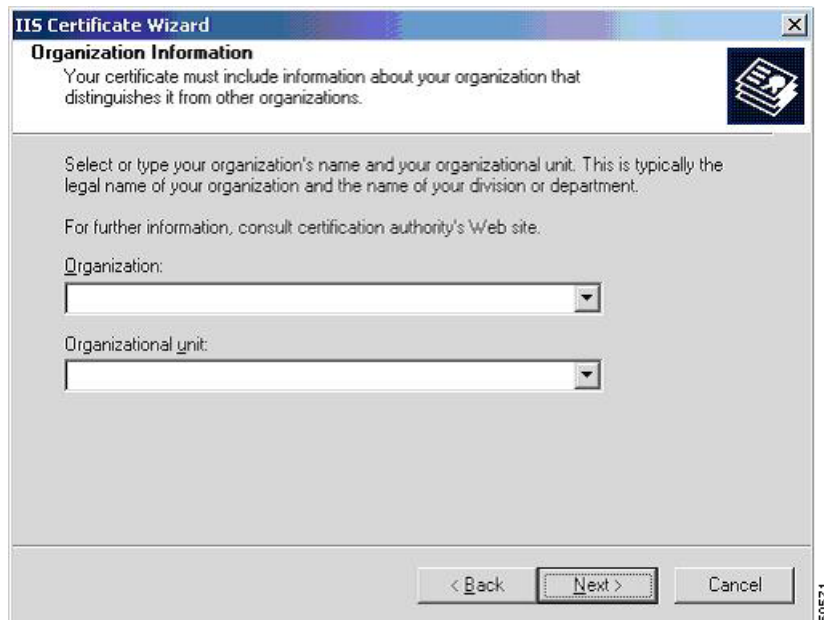 IIS Certificate Wizard
Organization Information
Your certificate must include information about your organization that
distinguishes it from other organizations.
Select or type your organization's name and your organizational unit. This is typically the
legal name of your organization and the name of your division or department.
For further information, consult certification authority's Web site.
Organization:
Organizational unit:
< Back
Next >
Cancel